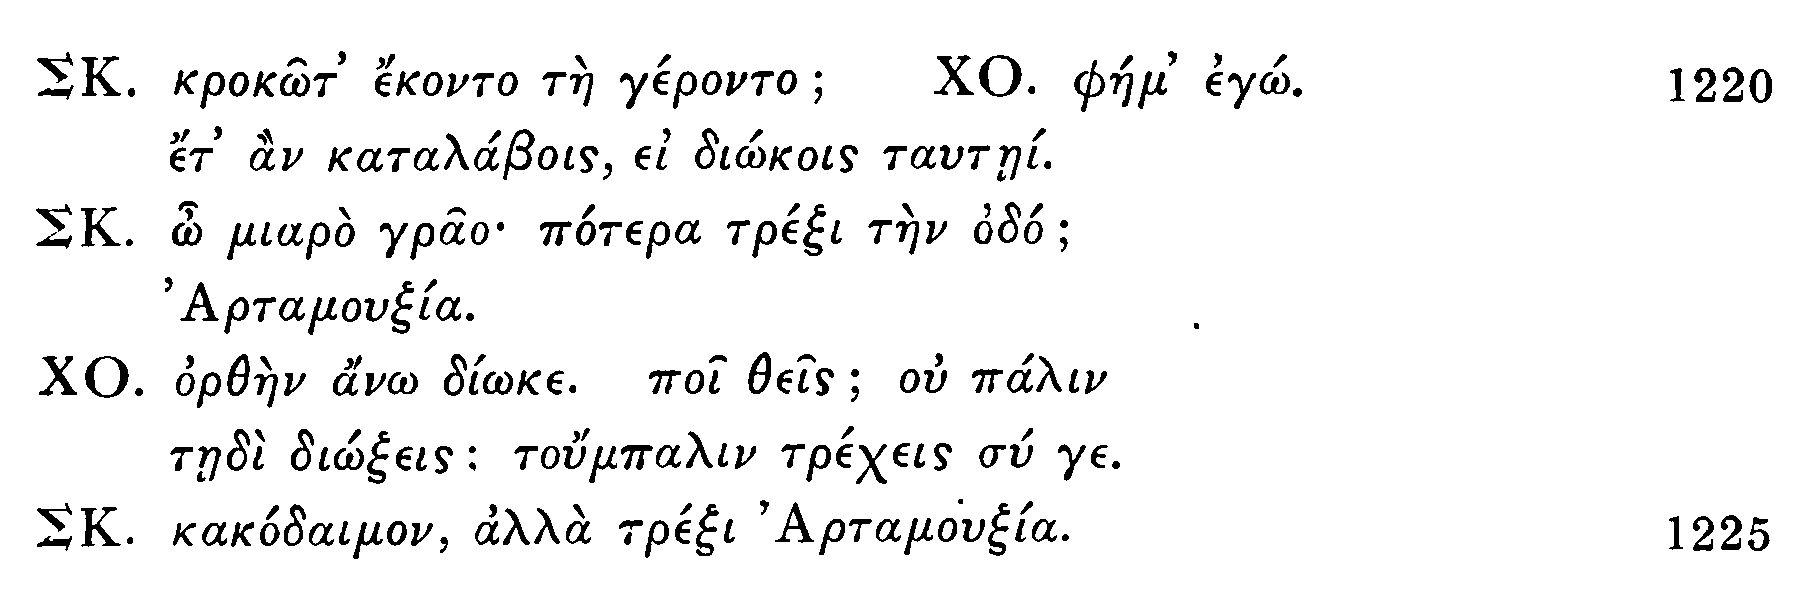 ΣΚ. κροκῶτ’ ἔκοντο τὴ γέροντο; ΧΟ. φήμ’ ἐγώ. 1220
ἔτ’ ἂν καταλάβοις, εἰ διώκοις ταυτῃί.
ΣΚ. ὦ μιαρὸ γρᾶο· πότερα τρέξι τὴν ὀδό;
’Αρταμουξία.
ΧΟ. ὀρθὴν ἄνω δίωκε. ποῖ θεῖς; οὐ πάλιν
τῃδὶ διώξεις; τοὔμπαλιν τρέχεις σύ γε.
ΣΚ. κακόδαιμον, ἀλλὰ τρέξι ’Αρταμουξία. 1225